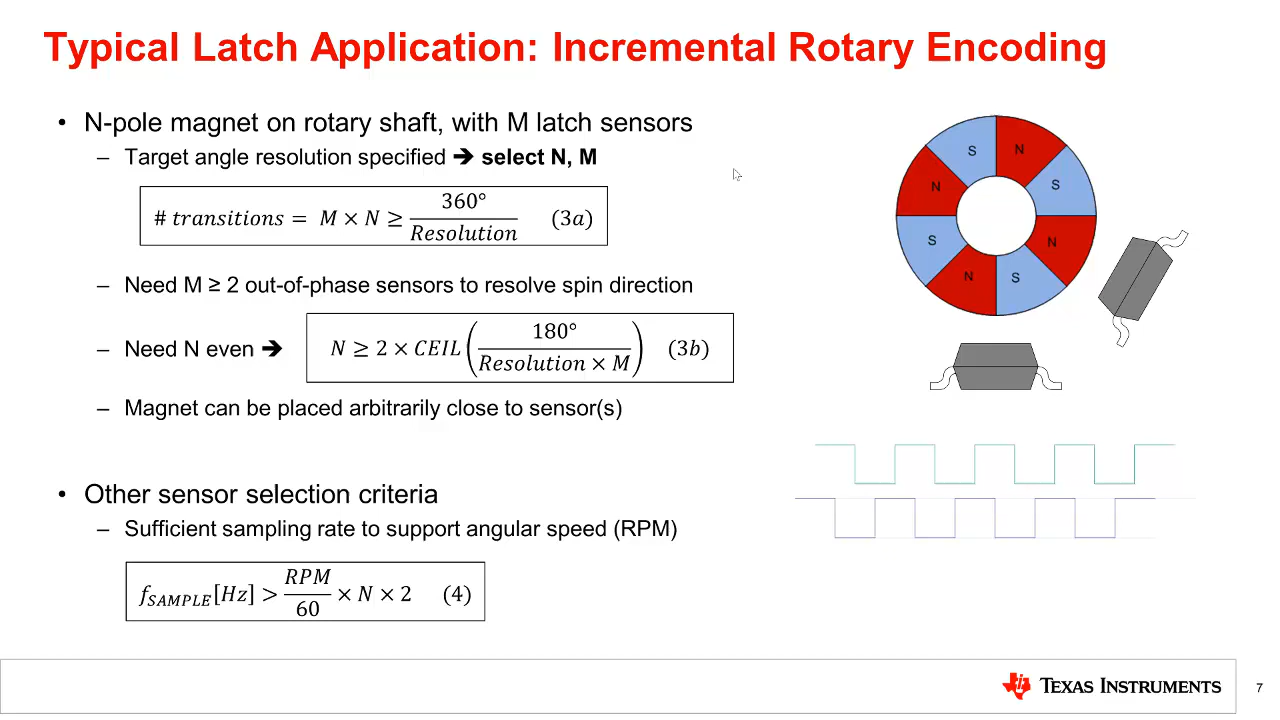 Typical Latch Application: Incremental Rotary Encoding
• N-pole magnet on rotary shaft, with M latch sensors
– Target angle resolution specified 🡲 select N, M
# transitions = M × N ≥ 360° / Resolution (3a)
– Need M ≥ 2 out-of-phase sensors to resolve spin direction
– Need N even 🡲 N ≥ 2 × CEIL(180° / Resolution × M) (3b)
– Magnet can be placed arbitrarily close to sensor(s)
• Other sensor selection criteria
– Sufficient sampling rate to support angular speed (RPM)
f_SAMPLE[Hz] > RPM / 60 × N × 2 (4)
S
N
N
S
S
N
N
S
TEXAS INSTRUMENTS
7